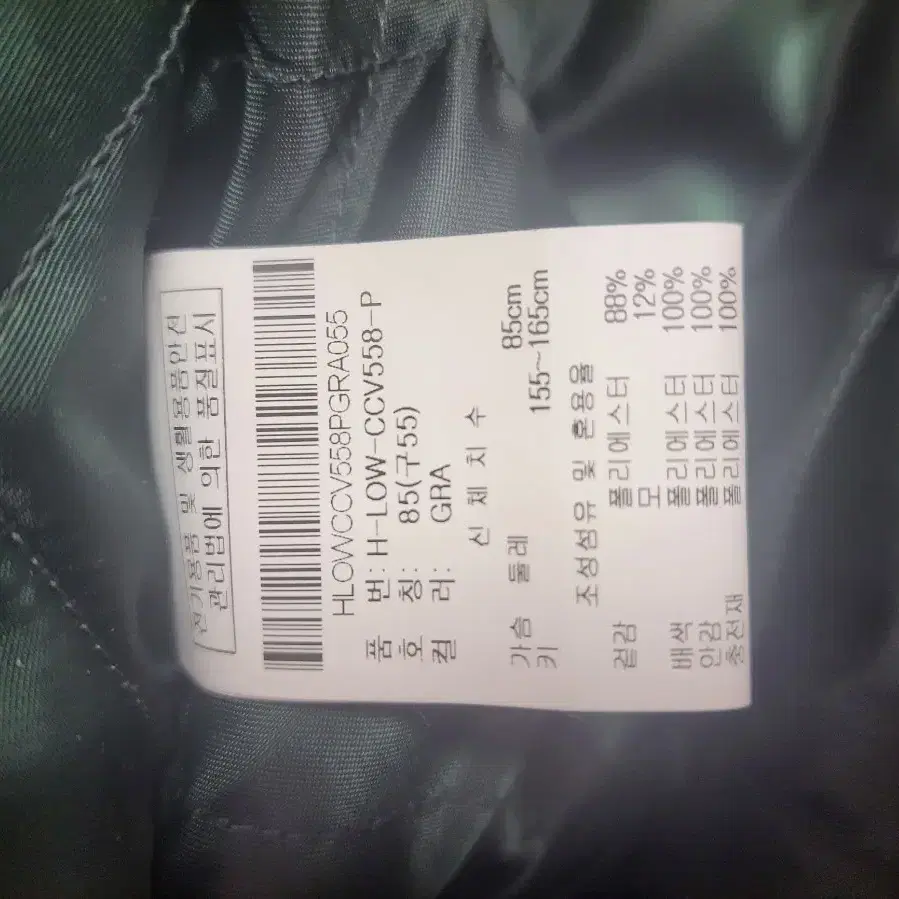 전기용품 및 생활용품안전
관리법에 의한 품질표시
HLOWCCV558PGRA055
품 번: H-LOW-CCV558-P
호 칭: 85(구55)
컬 러: GRA
신 체 치 수
가슴 둘레 85cm
키 155~165cm
조성섬유 및 혼용율
겉감 폴리에스터 88%
모 12%
배색 폴리에스터 100%
안감 폴리에스터 100%
충전재 폴리에스터 100%